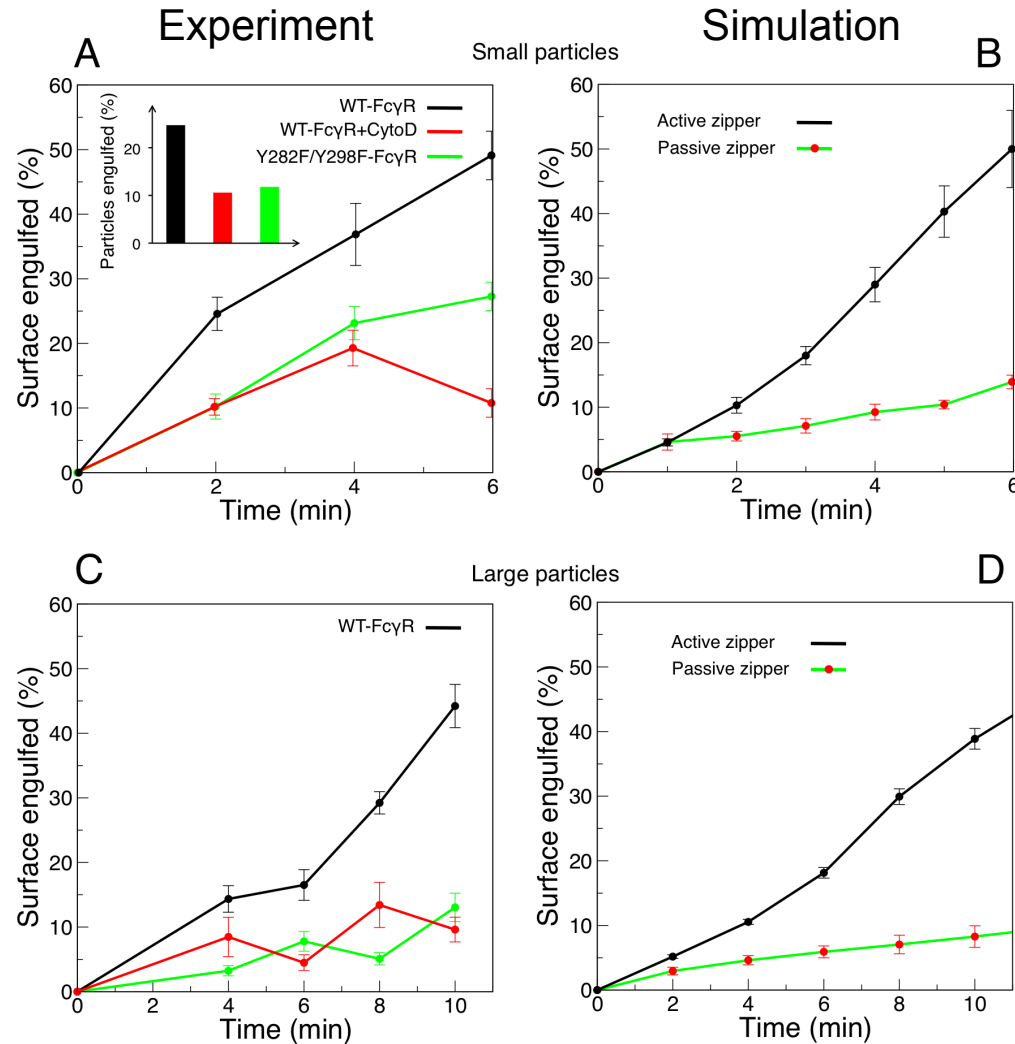 Experiment
Simulation
Small particles
A
Surface engulfed (%)
60
50
40
30
20
10
0
0
2
4
6
Time (min)
Particles engulfed (%)
20
10
0
WT-FcγR
WT-FcγR+CytoD
Y282F/Y298F-FcγR
B
Surface engulfed (%)
60
50
40
30
20
10
0
0
2
4
6
Time (min)
Active zipper
Passive zipper
Large particles
C
Surface engulfed (%)
60
50
40
30
20
10
0
0
2
4
6
8
10
Time (min)
WT-FcγR
D
Surface engulfed (%)
60
50
40
30
20
10
0
0
2
4
6
8
10
Time (min)
Active zipper
Passive zipper